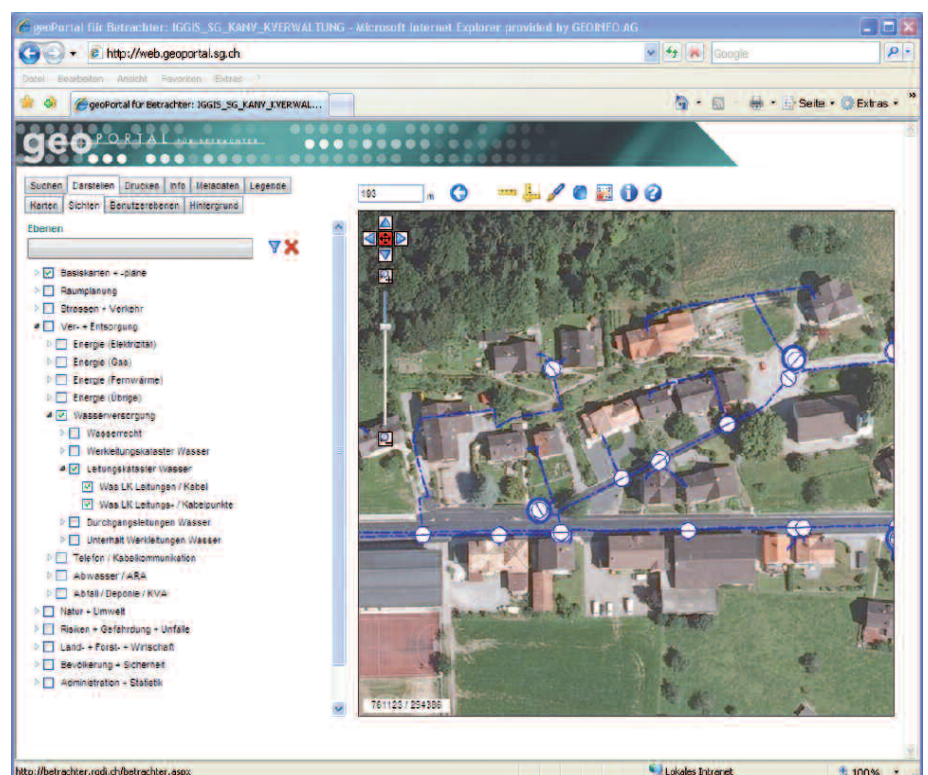 geoPortal für Betrachter: IGGIS_SG_KANV_KVERWALTUNG - Microsoft Internet Explorer provided by GEOINFO AG
http://web.geoportal.sg.ch
Google
Datei Bearbeiten Ansicht Favoriten Extras ?
geoPortal für Betrachter: IGGIS_SG_KANV_KVERWAL...
Seite Extras
geo PORTAL FÜR BETRACHTER
Suchen Darstellen Drucken Info Metadaten Legende
Karten Sichten Benutzerebenen Hintergrund
193 m
Ebenen
Basiskarten + -pläne
Raumplanung
Strassen + Verkehr
Ver- + Entsorgung
Energie (Elektrizität)
Energie (Gas)
Energie (Fernwärme)
Energie (Übrige)
Wasserversorgung
Wasserrecht
Werkleitungskataster Wasser
Leitungskataster Wasser
Was LK Leitungen / Kabel
Was LK Leitungs- / Kabelpunkte
Durchgangsleitungen Wasser
Unterhalt Werkleitungen Wasser
Telefon / Kabelkommunikation
Abwasser / ARA
Abfall / Deponie / KVA
Natur + Umwelt
Risiken + Gefährdung + Unfälle
Land- + Forst- + Wirtschaft
Bevölkerung + Sicherheit
Administration + Statistik
761123 / 254386
http://betrachter.rgdi.ch/betrachter.aspx
Lokales Intranet
100%